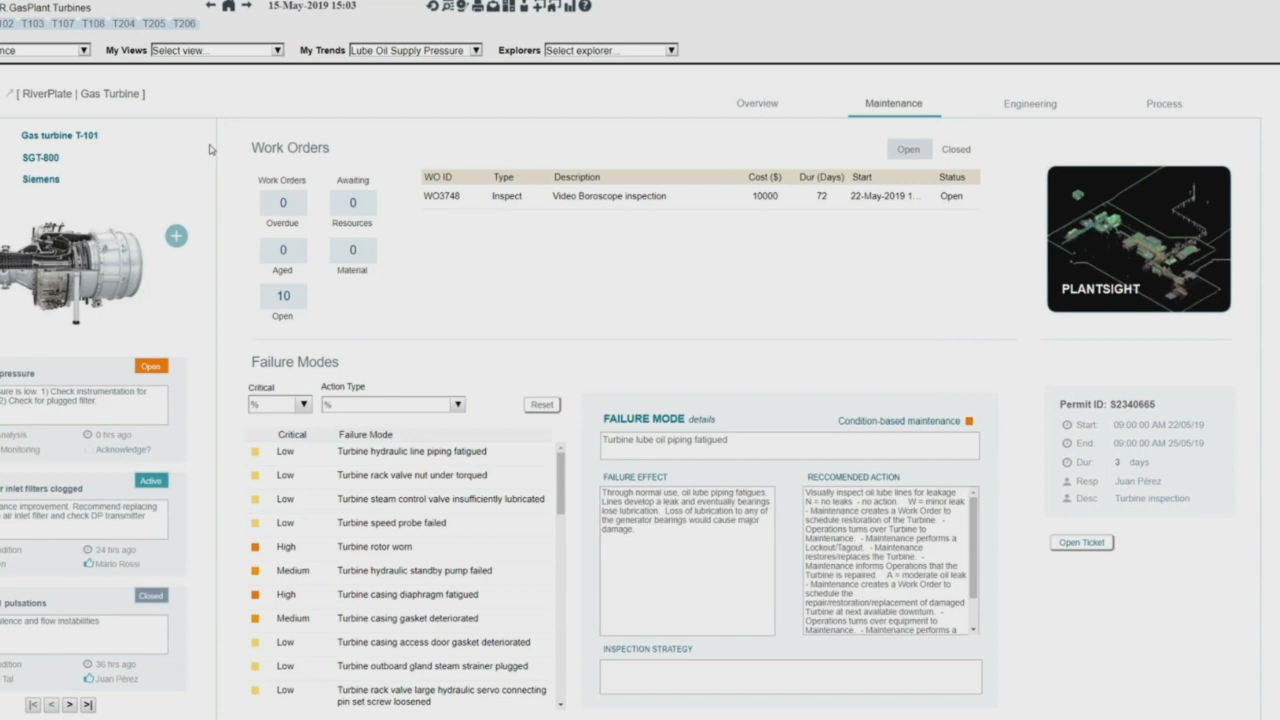 R.GasPlant Turbines
15-May-2019 15:03
102 T103 T107 T108 T204 T205 T206
nce
My Views
Select view...
My Trends
Lube Oil Supply Pressure
Explorers
Select explorer...
[ RiverPlate | Gas Turbine ]
Overview
Maintenance
Engineering
Process
Gas turbine T-101
SGT-800
Siemens
Work Orders
Open
Closed
Work Orders
Awaiting
0
0
Overdue
Resources
0
0
Aged
Material
10
Open
WO ID Type Description Cost ($) Dur (Days) Start Status
WO3748 Inspect Video Boroscope inspection 10000 72 22-May-2019 1... Open
PLANTSIGHT
Open
pressure
sure is low. 1) Check instrumentation for
2) Check for plugged filter.
nalysis
0 hrs ago
Monitoring
Acknowledge?
Active
r inlet filters clogged
ance improvement. Recommend replacing
air inlet filter and check DP transmitter
dition
24 hrs ago
en
Mario Rossi
Closed
l pulsations
lence and flow instabilities
dition
36 hrs ago
Tal
Juan Pérez
|< < > >|
Failure Modes
Critical
Action Type
%
%
Reset
Critical Failure Mode
Low Turbine hydraulic line piping fatigued
Low Turbine rack valve nut under torqued
Low Turbine steam control valve insufficiently lubricated
Low Turbine speed probe failed
High Turbine rotor worn
Medium Turbine hydraulic standby pump failed
High Turbine casing diaphragm fatigued
Medium Turbine casing gasket deteriorated
Low Turbine casing access door gasket deteriorated
Low Turbine outboard gland steam strainer plugged
Low Turbine rack valve large hydraulic servo connecting
pin set screw loosened
FAILURE MODE details
Condition-based maintenance
Turbine lube oil piping fatigued
FAILURE EFFECT
Through normal use, oil lube piping fatigues.
Lines develop a leak and eventually bearings
lose lubrication. Loss of lubrication to any of
the generator bearings would cause major
damage.
RECCOMENDED ACTION
Visually inspect oil lube lines for leakage
N = no leaks - no action. W = minor leak
- Maintenance creates a Work Order to
schedule restoration of the Turbine. -
Operations turns over Turbine to
Maintenance. - Maintenance performs a
Lockout/Tagout. - Maintenance
restores/replaces the Turbine. -
Maintenance informs Operations that the
Turbine is repaired. A = moderate oil leak
- Maintenance creates a Work Order to
schedule the
repair/restoration/replacement of damaged
Turbine at next available downturn. -
Operations turns over equipment to
Maintenance. - Maintenance performs a
INSPECTION STRATEGY
Permit ID: S2340665
Start: 09:00:00 AM 22/05/19
End: 09:00:00 AM 25/05/19
Dur: 3 days
Resp Juan Pérez
Desc Turbine inspection
Open Ticket